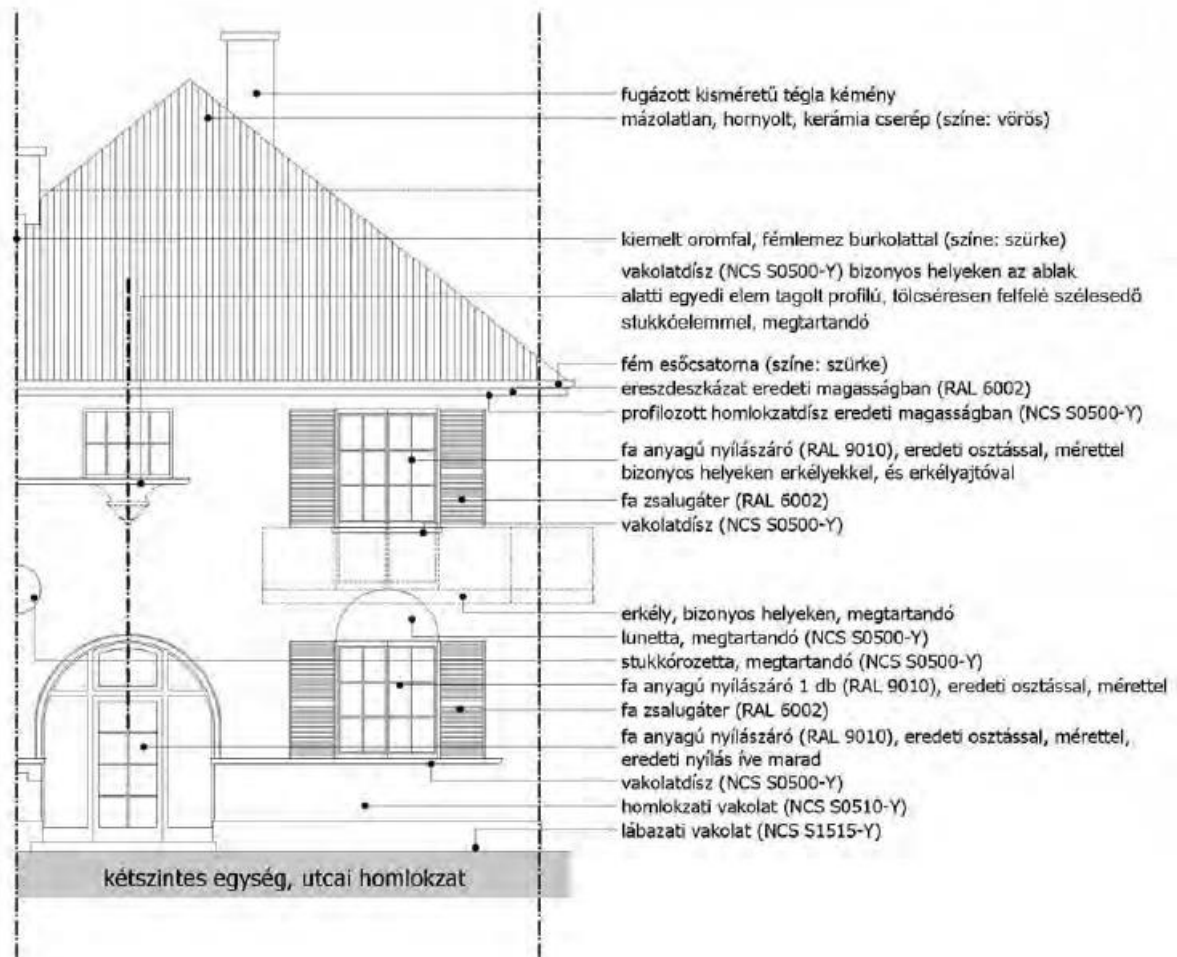 fugázott kisméretű tégla kémény
mázolatlan, hornyolt, kerámia cserép (színe: vörös)
kiemelt oromfal, fémlemez burkolattal (színe: szürke)
vakolatdísz (NCS S0500-Y) bizonyos helyeken az ablak
alatti egyedi elem tagolt profilú, tölcséresen felfelé szélesedő
stukkóelemmel, megtartandó
fém esőcsatorna (színe: szürke)
ereszdeszkázat eredeti magasságban (RAL 6002)
profilozott homlokzatdísz eredeti magasságban (NCS S0500-Y)
fa anyagú nyílászáró (RAL 9010), eredeti osztással, mérettel
bizonyos helyeken erkélyekkel, és erkélyajtóval
fa zsalugáter (RAL 6002)
vakolatdísz (NCS S0500-Y)
erkély, bizonyos helyeken, megtartandó
lunetta, megtartandó (NCS S0500-Y)
stukkórozetta, megtartandó (NCS S0500-Y)
fa anyagú nyílászáró 1 db (RAL 9010), eredeti osztással, mérettel
fa zsalugáter (RAL 6002)
fa anyagú nyílászáró (RAL 9010), eredeti osztással, mérettel,
eredeti nyílás íve marad
vakolatdísz (NCS S0500-Y)
homlokzati vakolat (NCS S0510-Y)
lábazati vakolat (NCS S1515-Y)
kétszintes egység, utcai homlokzat